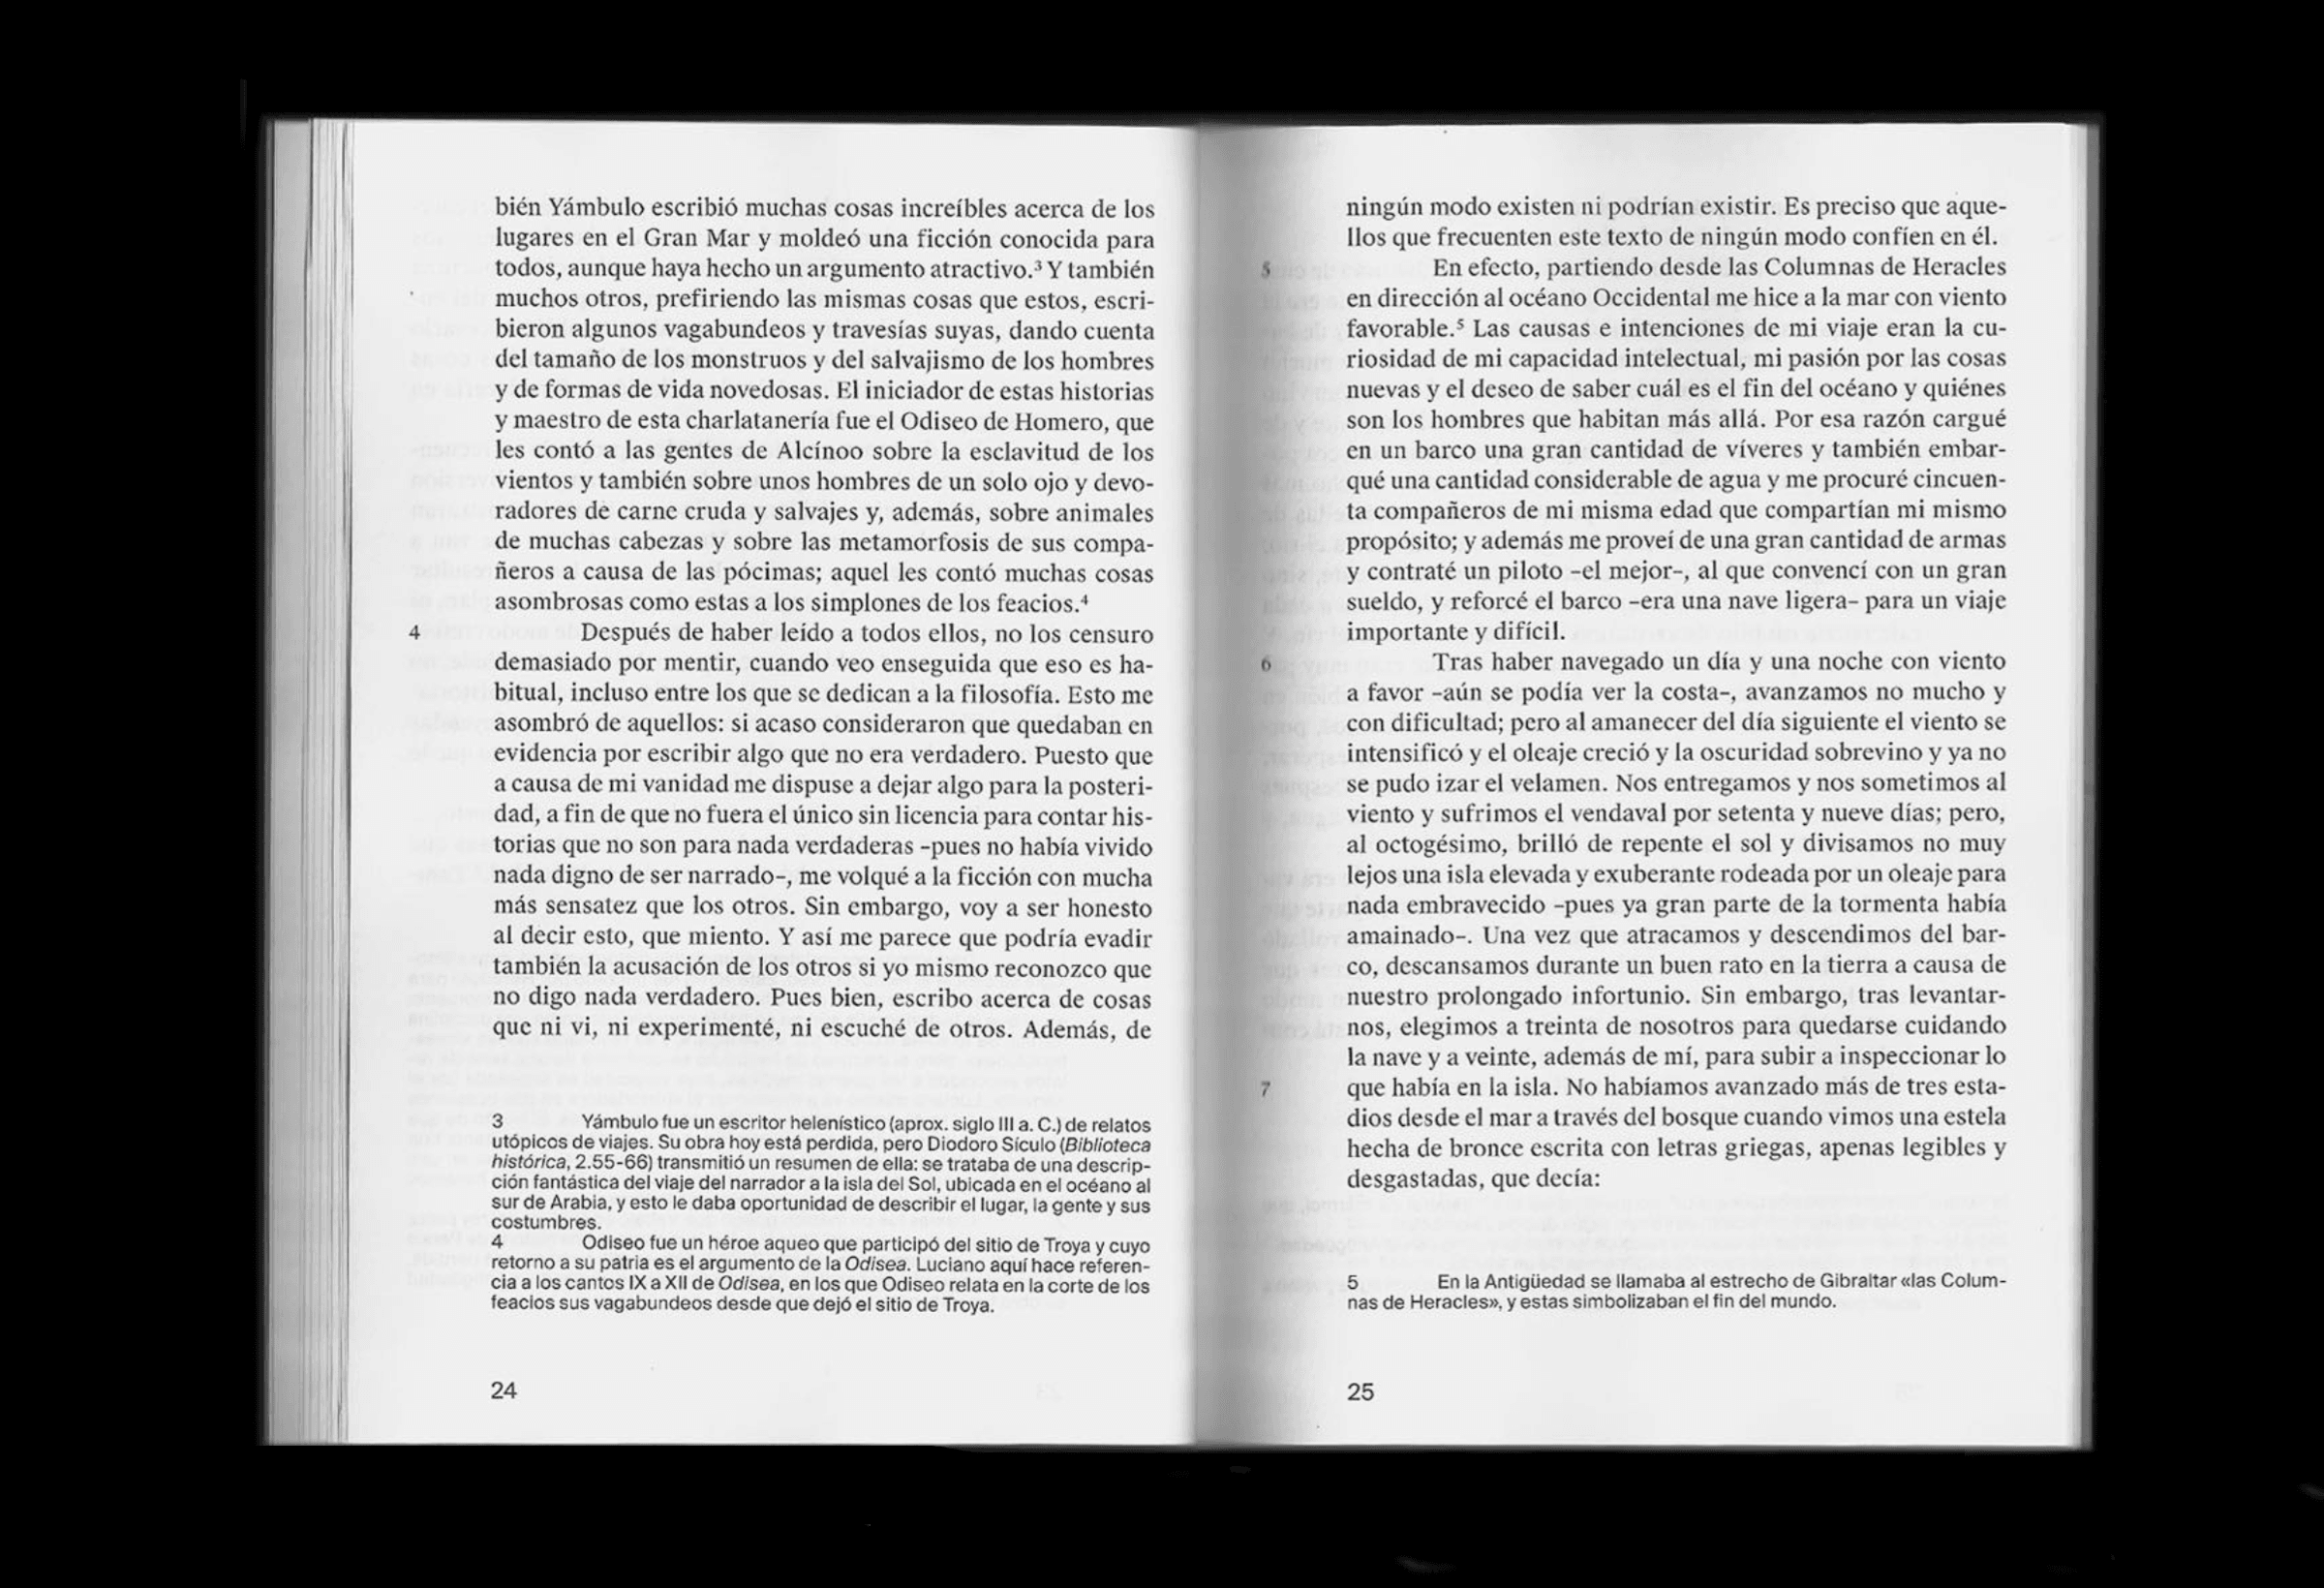 bién Yámbulo escribió muchas cosas increíbles acerca de los
lugares en el Gran Mar y moldeó una ficción conocida para
todos, aunque haya hecho un argumento atractivo.³ Y también
muchos otros, prefiriendo las mismas cosas que estos, escri-
bieron algunos vagabundeos y travesías suyas, dando cuenta
del tamaño de los monstruos y del salvajismo de los hombres
y de formas de vida novedosas. El iniciador de estas historias
y maestro de esta charlatanería fue el Odiseo de Homero, que
les contó a las gentes de Alcínoo sobre la esclavitud de los
vientos y también sobre unos hombres de un solo ojo y devo-
radores de carne cruda y salvajes y, además, sobre animales
de muchas cabezas y sobre las metamorfosis de sus compa-
ñeros a causa de las pócimas; aquel les contó muchas cosas
asombrosas como estas a los simplones de los feacios.⁴
4 Después de haber leído a todos ellos, no los censuro
demasiado por mentir, cuando veo enseguida que eso es ha-
bitual, incluso entre los que se dedican a la filosofía. Esto me
asombró de aquellos: si acaso consideraron que quedaban en
evidencia por escribir algo que no era verdadero. Puesto que
a causa de mi vanidad me dispuse a dejar algo para la posteri-
dad, a fin de que no fuera el único sin licencia para contar his-
torias que no son para nada verdaderas -pues no había vivido
nada digno de ser narrado-, me volqué a la ficción con mucha
más sensatez que los otros. Sin embargo, voy a ser honesto
al decir esto, que miento. Y así me parece que podría evadir
también la acusación de los otros si yo mismo reconozco que
no digo nada verdadero. Pues bien, escribo acerca de cosas
que ni vi, ni experimenté, ni escuché de otros. Además, de
3 Yámbulo fue un escritor helenístico (aprox. siglo III a. C.) de relatos
utópicos de viajes. Su obra hoy está perdida, pero Diodoro Sículo (Biblioteca
histórica, 2.55-66) transmitió un resumen de ella: se trataba de una descrip-
ción fantástica del viaje del narrador a la isla del Sol, ubicada en el océano al
sur de Arabia, y esto le daba oportunidad de describir el lugar, la gente y sus
costumbres.
4 Odiseo fue un héroe aqueo que participó del sitio de Troya y cuyo
retorno a su patria es el argumento de la Odisea. Luciano aquí hace referen-
cia a los cantos IX a XII de Odisea, en los que Odiseo relata en la corte de los
feacios sus vagabundeos desde que dejó el sitio de Troya.
24
ningún modo existen ni podrían existir. Es preciso que aque-
llos que frecuenten este texto de ningún modo confíen en él.
5 En efecto, partiendo desde las Columnas de Heracles
en dirección al océano Occidental me hice a la mar con viento
favorable.⁵ Las causas e intenciones de mi viaje eran la cu-
riosidad de mi capacidad intelectual, mi pasión por las cosas
nuevas y el deseo de saber cuál es el fin del océano y quiénes
son los hombres que habitan más allá. Por esa razón cargué
en un barco una gran cantidad de víveres y también embar-
qué una cantidad considerable de agua y me procuré cincuen-
ta compañeros de mi misma edad que compartían mi mismo
propósito; y además me proveí de una gran cantidad de armas
y contraté un piloto -el mejor-, al que convencí con un gran
sueldo, y reforcé el barco -era una nave ligera- para un viaje
importante y difícil.
6 Tras haber navegado un día y una noche con viento
a favor -aún se podía ver la costa-, avanzamos no mucho y
con dificultad; pero al amanecer del día siguiente el viento se
intensificó y el oleaje creció y la oscuridad sobrevino y ya no
se pudo izar el velamen. Nos entregamos y nos sometimos al
viento y sufrimos el vendaval por setenta y nueve días; pero,
al octogésimo, brilló de repente el sol y divisamos no muy
lejos una isla elevada y exuberante rodeada por un oleaje para
nada embravecido -pues ya gran parte de la tormenta había
amainado-. Una vez que atracamos y descendimos del bar-
co, descansamos durante un buen rato en la tierra a causa de
nuestro prolongado infortunio. Sin embargo, tras levantar-
nos, elegimos a treinta de nosotros para quedarse cuidando
la nave y a veinte, además de mí, para subir a inspeccionar lo
7 que había en la isla. No habíamos avanzado más de tres esta-
dios desde el mar a través del bosque cuando vimos una estela
hecha de bronce escrita con letras griegas, apenas legibles y
desgastadas, que decía:
5 En la Antigüedad se llamaba al estrecho de Gibraltar «las Colum-
nas de Heracles», y estas simbolizaban el fin del mundo.
25